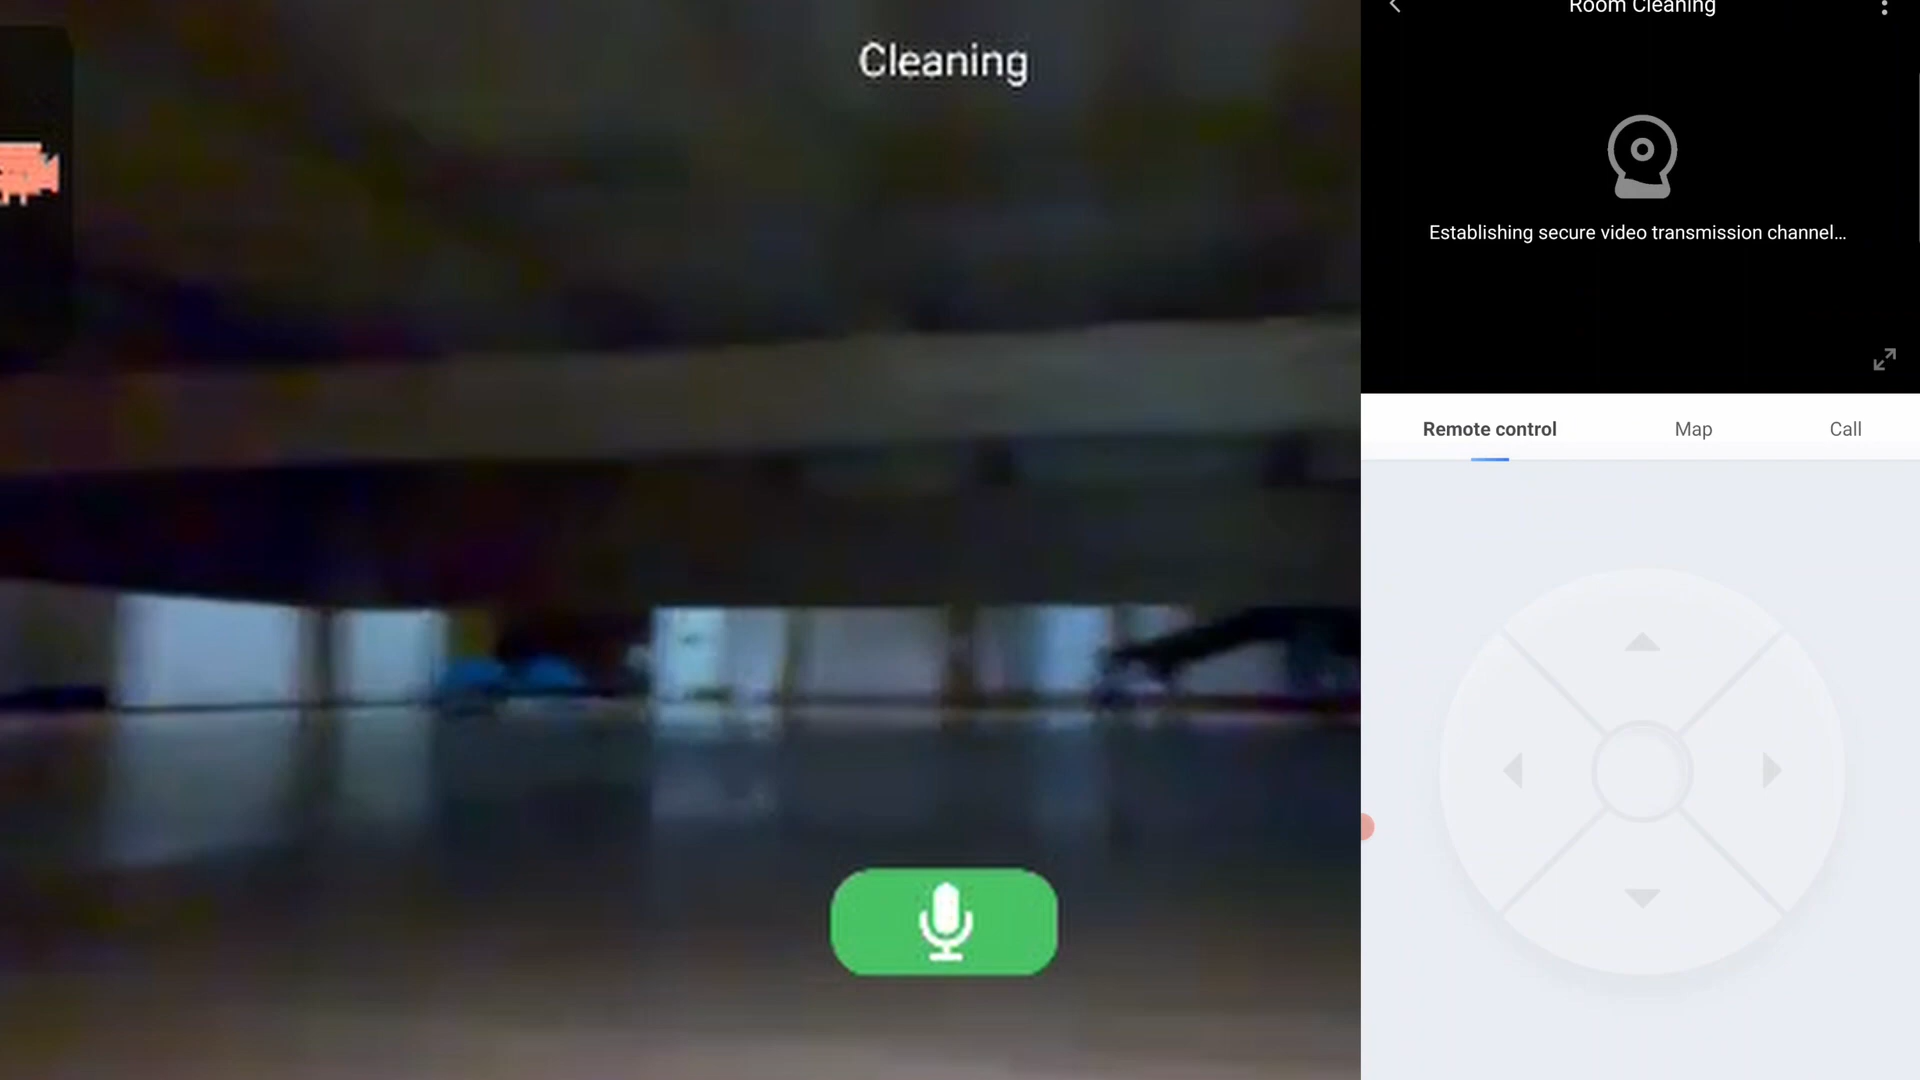 Cleaning
Room Cleaning
Establishing secure video transmission channel...
Remote control
Map
Call